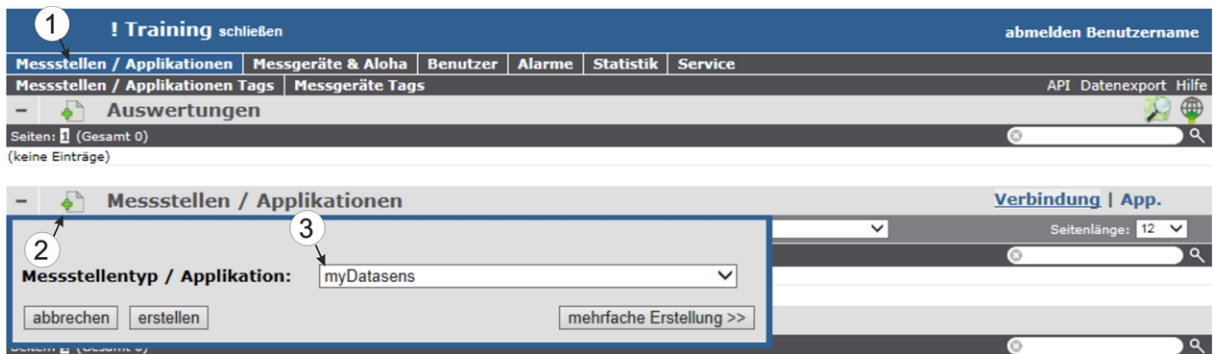 1
! Training schließen abmelden Benutzername
Messstellen / Applikationen Messgeräte & Aloha Benutzer Alarme Statistik Service
Messstellen / Applikationen Tags Messgeräte Tags API Datenexport Hilfe
– Auswertungen
Seiten: 1 (Gesamt 0)
(keine Einträge)
– Messstellen / Applikationen Verbindung | App.
2
3
Seitenlänge: 12
Messstellentyp / Applikation: myDatasens
abbrechen erstellen mehrfache Erstellung >>